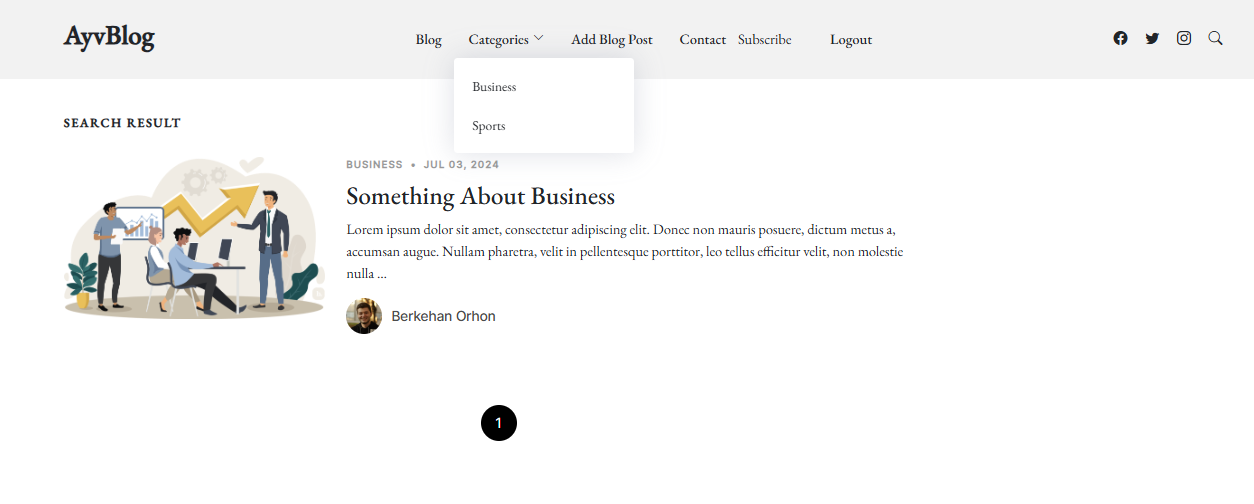 AyvBlog
Blog Categories Add Blog Post Contact Subscribe Logout
Business
Sports
SEARCH RESULT
BUSINESS • JUL 03, 2024
Something About Business
Lorem ipsum dolor sit amet, consectetur adipiscing elit. Donec non mauris posuere, dictum metus a,
accumsan augue. Nullam pharetra, velit in pellentesque porttitor, leo tellus efficitur velit, non molestie
nulla ...
Berkehan Orhon
1